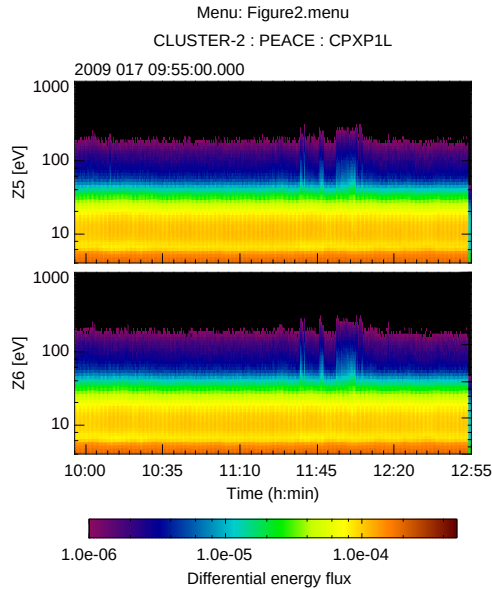 Menu: Figure2.menu
CLUSTER-2 : PEACE : CPXP1L
2009 017 09:55:00.000
1000
100
10
Z5 [eV]
1000
100
10
Z6 [eV]
10:00 10:35 11:10 11:45 12:20 12:55
Time (h:min)
1.0e-06 1.0e-05 1.0e-04
Differential energy flux